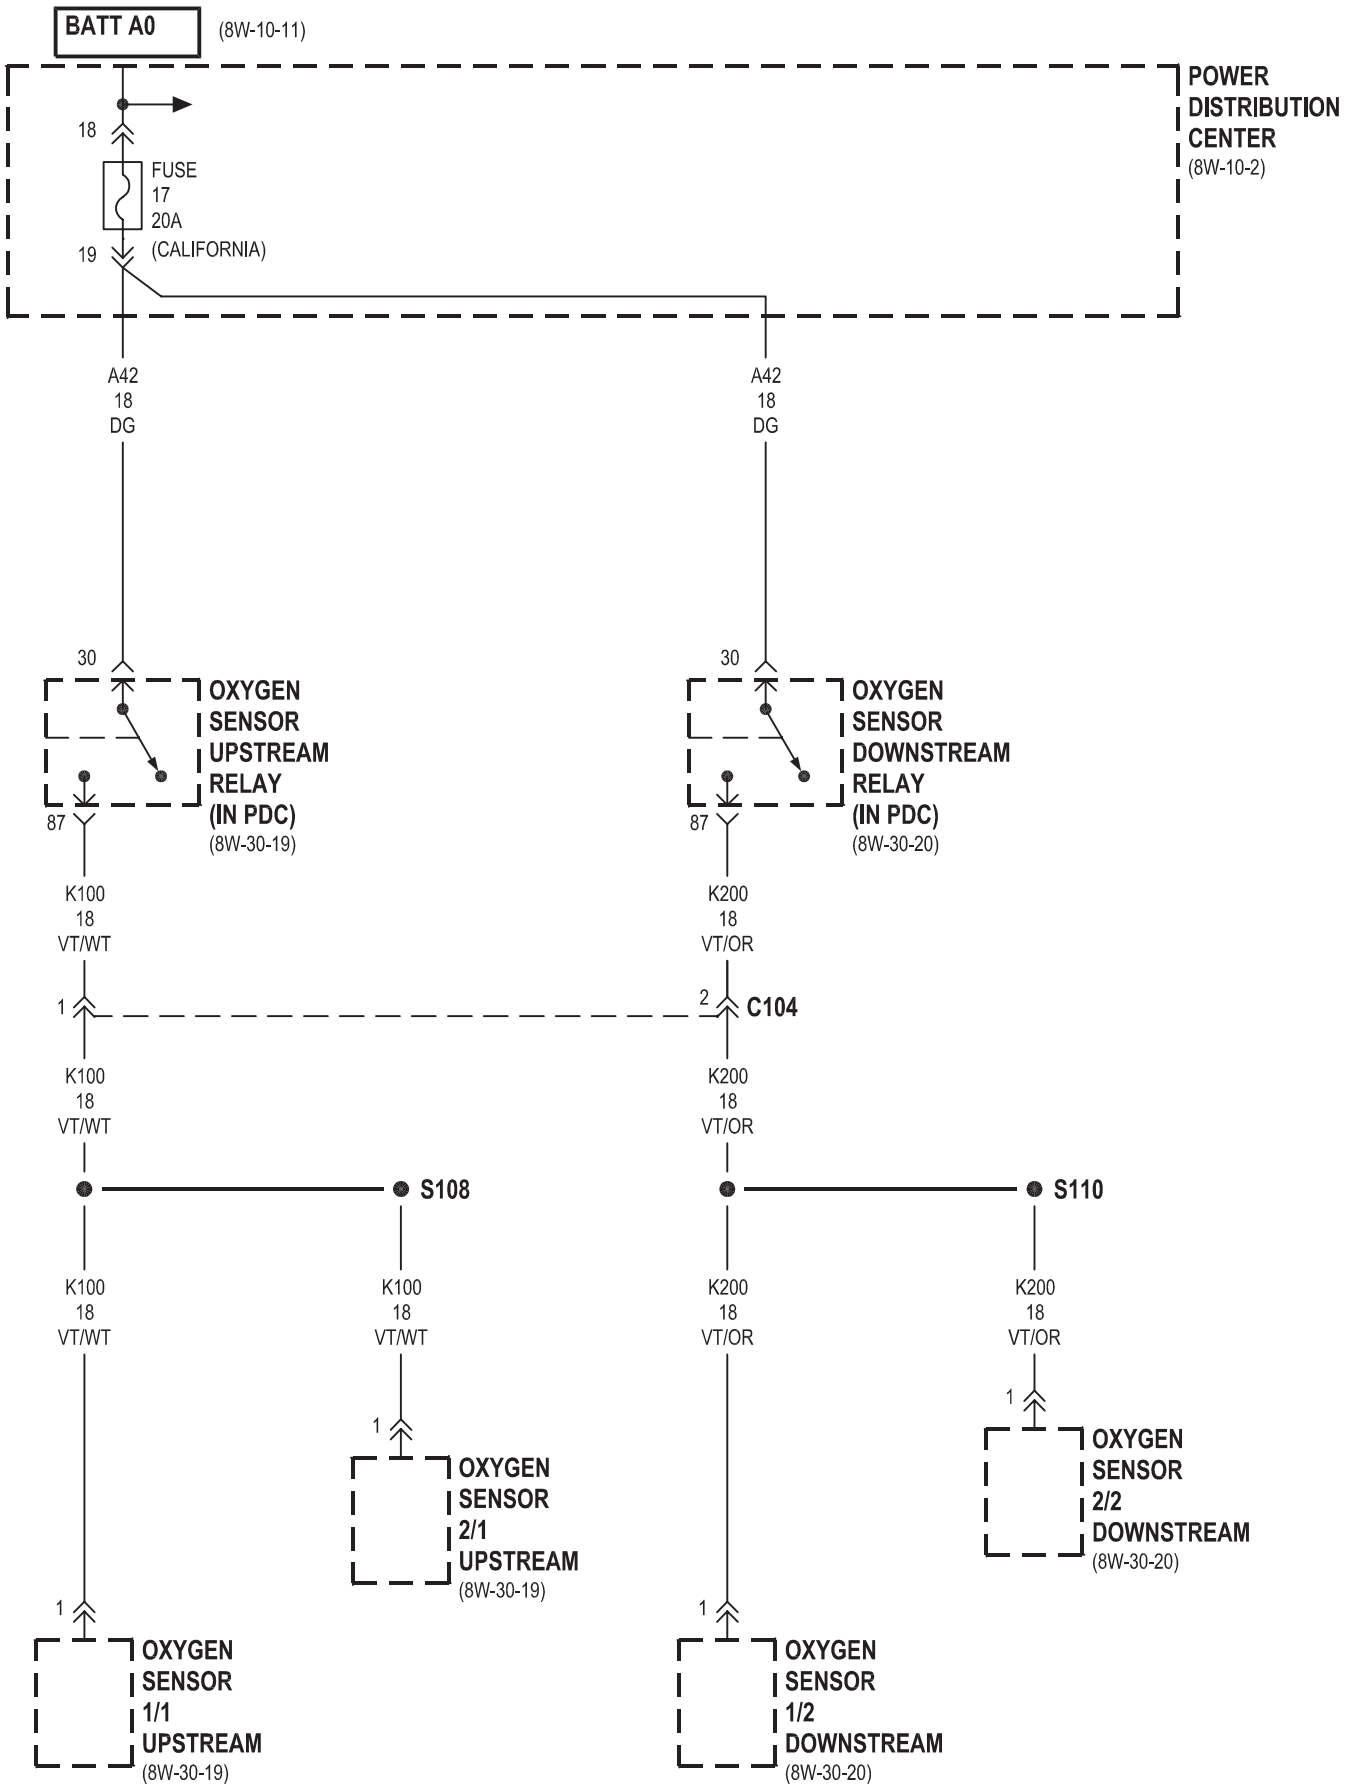 BATT A0
(8W-10-11)
POWER
DISTRIBUTION
CENTER
(8W-10-2)
18
FUSE
17
20A
(CALIFORNIA)
19
A42
18
DG
A42
18
DG
30
OXYGEN
SENSOR
UPSTREAM
RELAY
(IN PDC)
(8W-30-19)
87
30
OXYGEN
SENSOR
DOWNSTREAM
RELAY
(IN PDC)
(8W-30-20)
87
K100
18
VT/WT
K200
18
VT/OR
1
2
C104
K100
18
VT/WT
K200
18
VT/OR
S108
S110
K100
18
VT/WT
K100
18
VT/WT
K200
18
VT/OR
K200
18
VT/OR
1
OXYGEN
SENSOR
2/1
UPSTREAM
(8W-30-19)
1
OXYGEN
SENSOR
2/2
DOWNSTREAM
(8W-30-20)
1
OXYGEN
SENSOR
1/1
UPSTREAM
(8W-30-19)
1
OXYGEN
SENSOR
1/2
DOWNSTREAM
(8W-30-20)